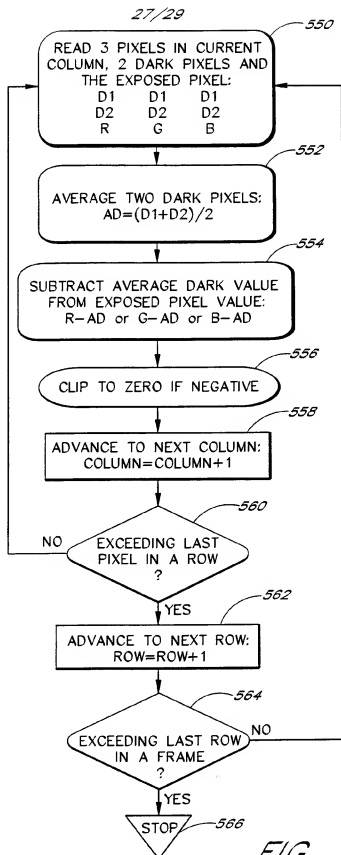 27/29
550
READ 3 PIXELS IN CURRENT
COLUMN, 2 DARK PIXELS AND
THE EXPOSED PIXEL:
D1 D1 D1
D2 D2 D2
R G B
552
AVERAGE TWO DARK PIXELS:
AD=(D1+D2)/2
554
SUBTRACT AVERAGE DARK VALUE
FROM EXPOSED PIXEL VALUE:
R-AD or G-AD or B-AD
556
CLIP TO ZERO IF NEGATIVE
558
ADVANCE TO NEXT COLUMN:
COLUMN=COLUMN+1
560
NO
EXCEEDING LAST
PIXEL IN A ROW
?
YES
562
ADVANCE TO NEXT ROW:
ROW=ROW+1
564
NO
EXCEEDING LAST ROW
IN A FRAME
?
YES
STOP
566
FIG